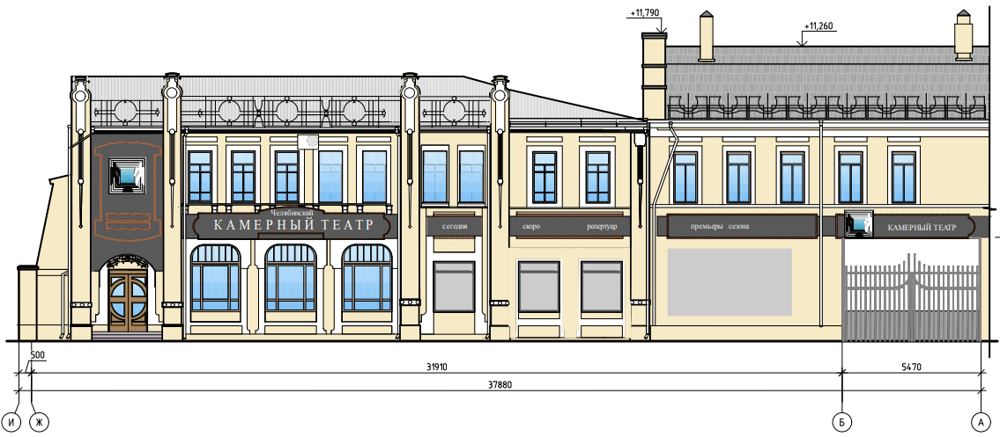 +11,790
+11,260
Челябинский
КАМЕРНЫЙ ТЕАТР
сегодня
скоро
репертуар
премьеры сезона
КАМЕРНЫЙ ТЕАТР
500
31910
5470
37880
И
Ж
Б
А